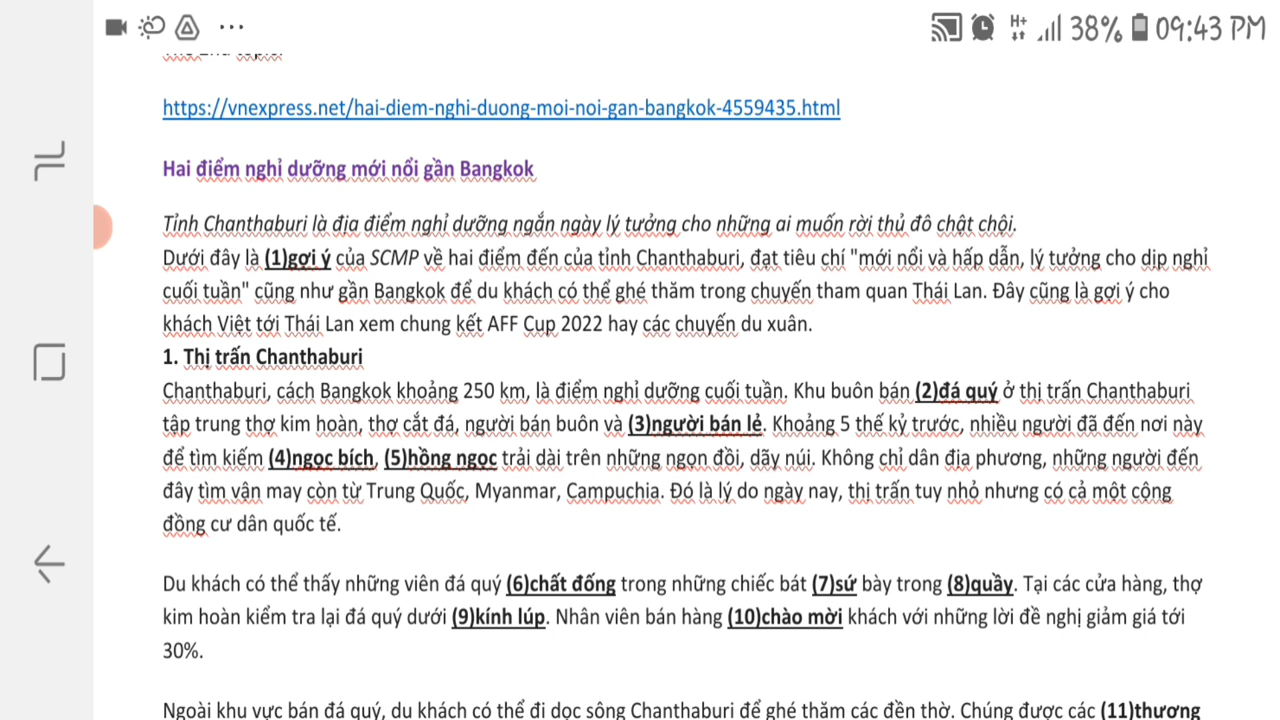 38% 09:43 PM
https://vnexpress.net/hai-diem-nghi-duong-moi-noi-gan-bangkok-4559435.html
Hai điểm nghỉ dưỡng mới nổi gần Bangkok
Tỉnh Chanthaburi là địa điểm nghỉ dưỡng ngắn ngày lý tưởng cho những ai muốn rời thủ đô chật chội.
Dưới đây là (1)gợi ý của SCMP về hai điểm đến của tỉnh Chanthaburi, đạt tiêu chí "mới nổi và hấp dẫn, lý tưởng cho dịp nghỉ
cuối tuần" cũng như gần Bangkok để du khách có thể ghé thăm trong chuyến tham quan Thái Lan. Đây cũng là gợi ý cho
khách Việt tới Thái Lan xem chung kết AFF Cup 2022 hay các chuyến du xuân.
1. Thị trấn Chanthaburi
Chanthaburi, cách Bangkok khoảng 250 km, là điểm nghỉ dưỡng cuối tuần. Khu buôn bán (2)đá quý ở thị trấn Chanthaburi
tập trung thợ kim hoàn, thợ cắt đá, người bán buôn và (3)người bán lẻ. Khoảng 5 thế kỷ trước, nhiều người đã đến nơi này
để tìm kiếm (4)ngọc bích, (5)hồng ngọc trải dài trên những ngọn đồi, dãy núi. Không chỉ dân địa phương, những người đến
đây tìm vận may còn từ Trung Quốc, Myanmar, Campuchia. Đó là lý do ngày nay, thị trấn tuy nhỏ nhưng có cả một cộng
đồng cư dân quốc tế.
Du khách có thể thấy những viên đá quý (6)chất đống trong những chiếc bát (7)sứ bày trong (8)quầy. Tại các cửa hàng, thợ
kim hoàn kiểm tra lại đá quý dưới (9)kính lúp. Nhân viên bán hàng (10)chào mời khách với những lời đề nghị giảm giá tới
30%.
Ngoài khu vực bán đá quý, du khách có thể đi dọc sông Chanthaburi để ghé thăm các đền thờ. Chúng được các (11)thương